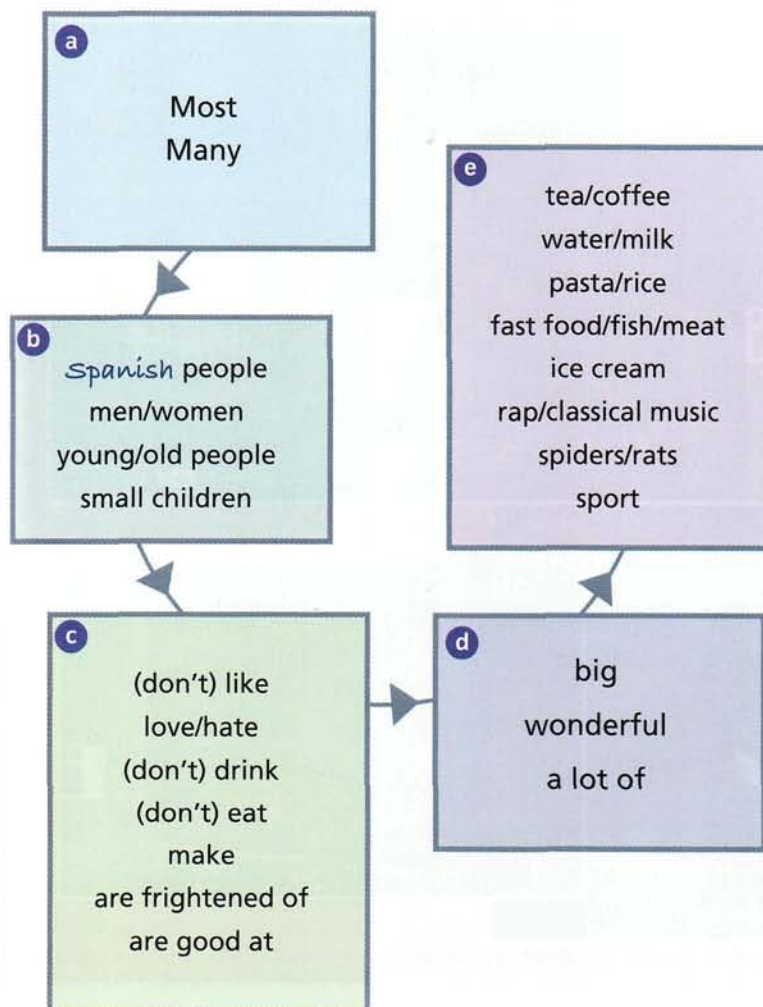 a
Most
Many
b
Spanish people
men/women
young/old people
small children
c
(don't) like
love/hate
(don't) drink
(don't) eat
make
are frightened of
are good at
d
big
wonderful
a lot of
e
tea/coffee
water/milk
pasta/rice
fast food/fish/meat
ice cream
rap/classical music
spiders/rats
sport